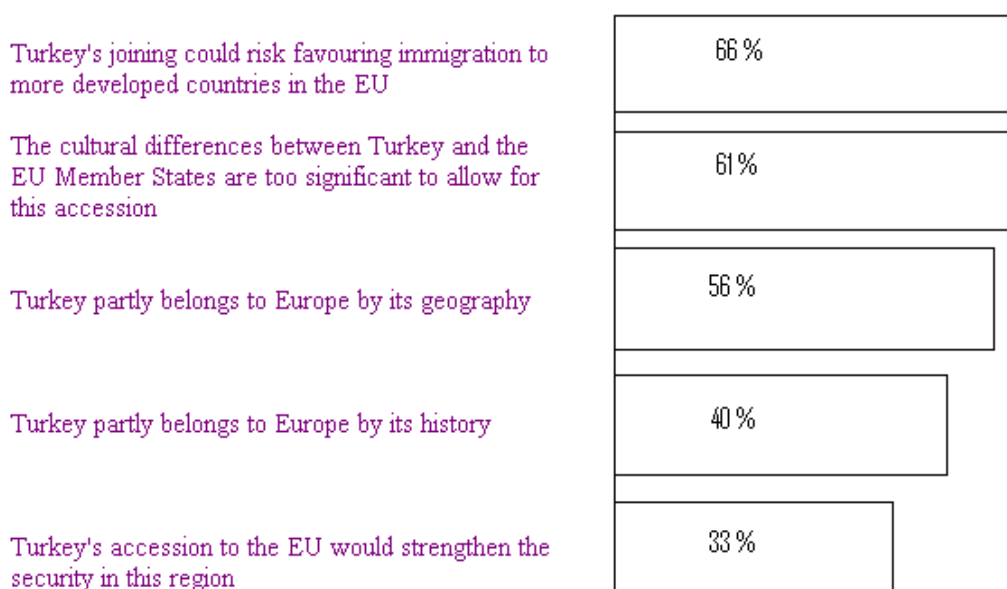 Turkey's joining could risk favouring immigration to
more developed countries in the EU
66 %
The cultural differences between Turkey and the
EU Member States are too significant to allow for
this accession
61 %
Turkey partly belongs to Europe by its geography
56 %
Turkey partly belongs to Europe by its history
40 %
Turkey's accession to the EU would strengthen the
security in this region
33 %